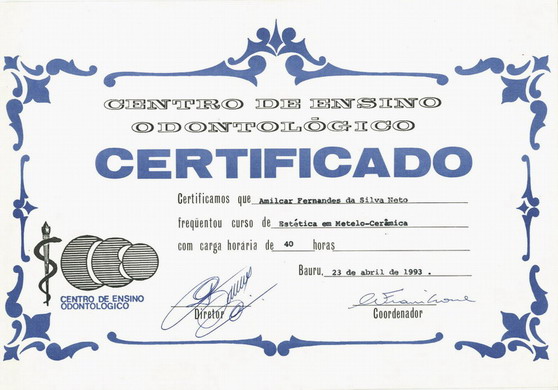 CENTRO DE ENSINO
ODONTOLÓGICO
CERTIFICADO
Certificamos que Amilcar Fernandes da Silva Neto
freqüentou curso de Estética em Metelo-Cerâmica
com carga horária de 40 horas
Bauru, 23 de abril de 1993 .
Diretor Coordenador
CENTRO DE ENSINO
ODONTOLÓGICO